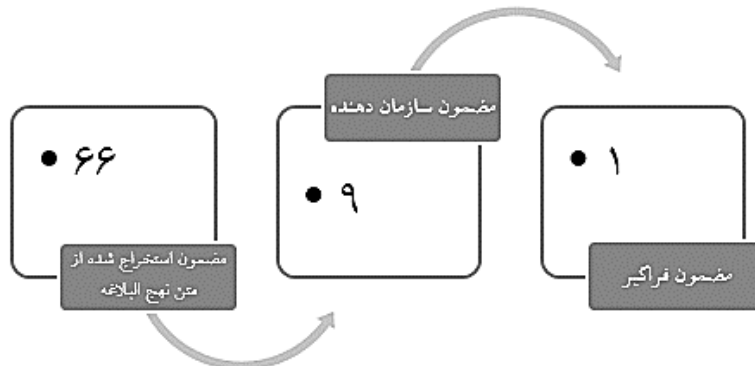 • ۶۶
مضمون استخراج شده از
متن نهج البلاغه
مضمون سازمان دهنده
• ۹
• ۱
مضمون فراگیر